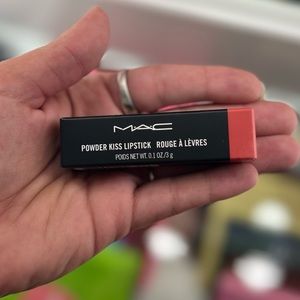 MAC
POWDER KISS LIPSTICK ROUGE À LÈVRES
POIDS NET WT. 0.1 OZ/3 g